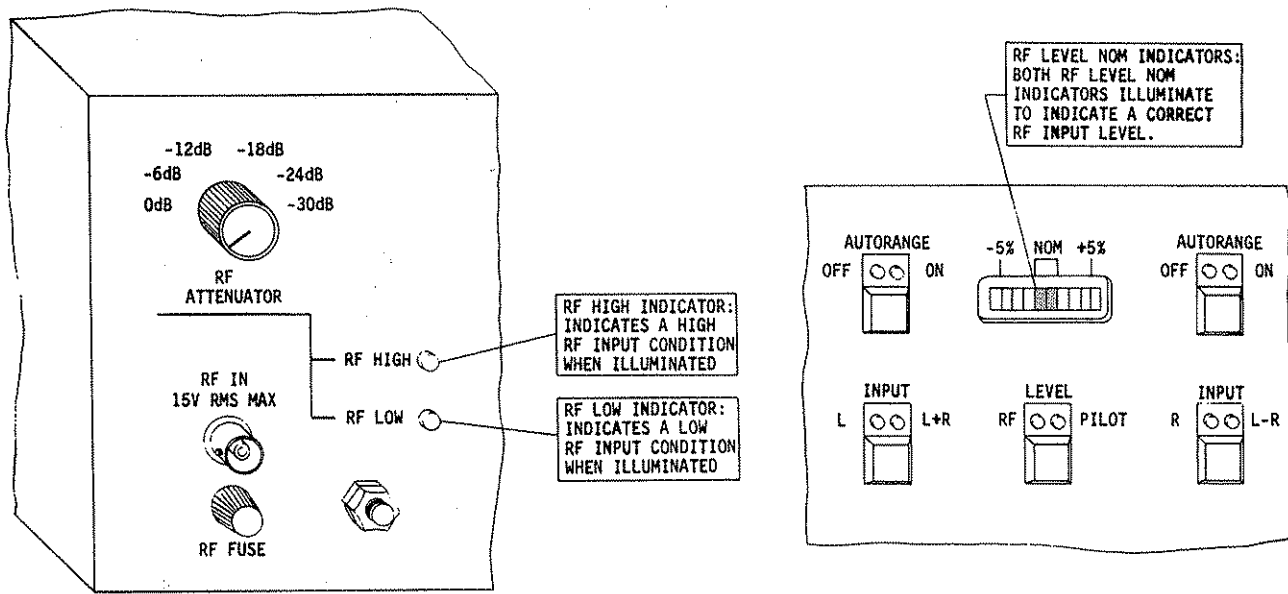 -12dB -18dB
-6dB -24dB
0dB -30dB
RF
ATTENUATOR
RF HIGH
RF IN
15V RMS MAX
RF LOW
RF FUSE
RF HIGH INDICATOR:
INDICATES A HIGH
RF INPUT CONDITION
WHEN ILLUMINATED
RF LOW INDICATOR:
INDICATES A LOW
RF INPUT CONDITION
WHEN ILLUMINATED
RF LEVEL NOM INDICATORS:
BOTH RF LEVEL NOM
INDICATORS ILLUMINATE
TO INDICATE A CORRECT
RF INPUT LEVEL.
AUTORANGE
OFF ON
-5% NOM +5%
AUTORANGE
OFF ON
INPUT
L L+R
LEVEL
RF PILOT
INPUT
R L-R